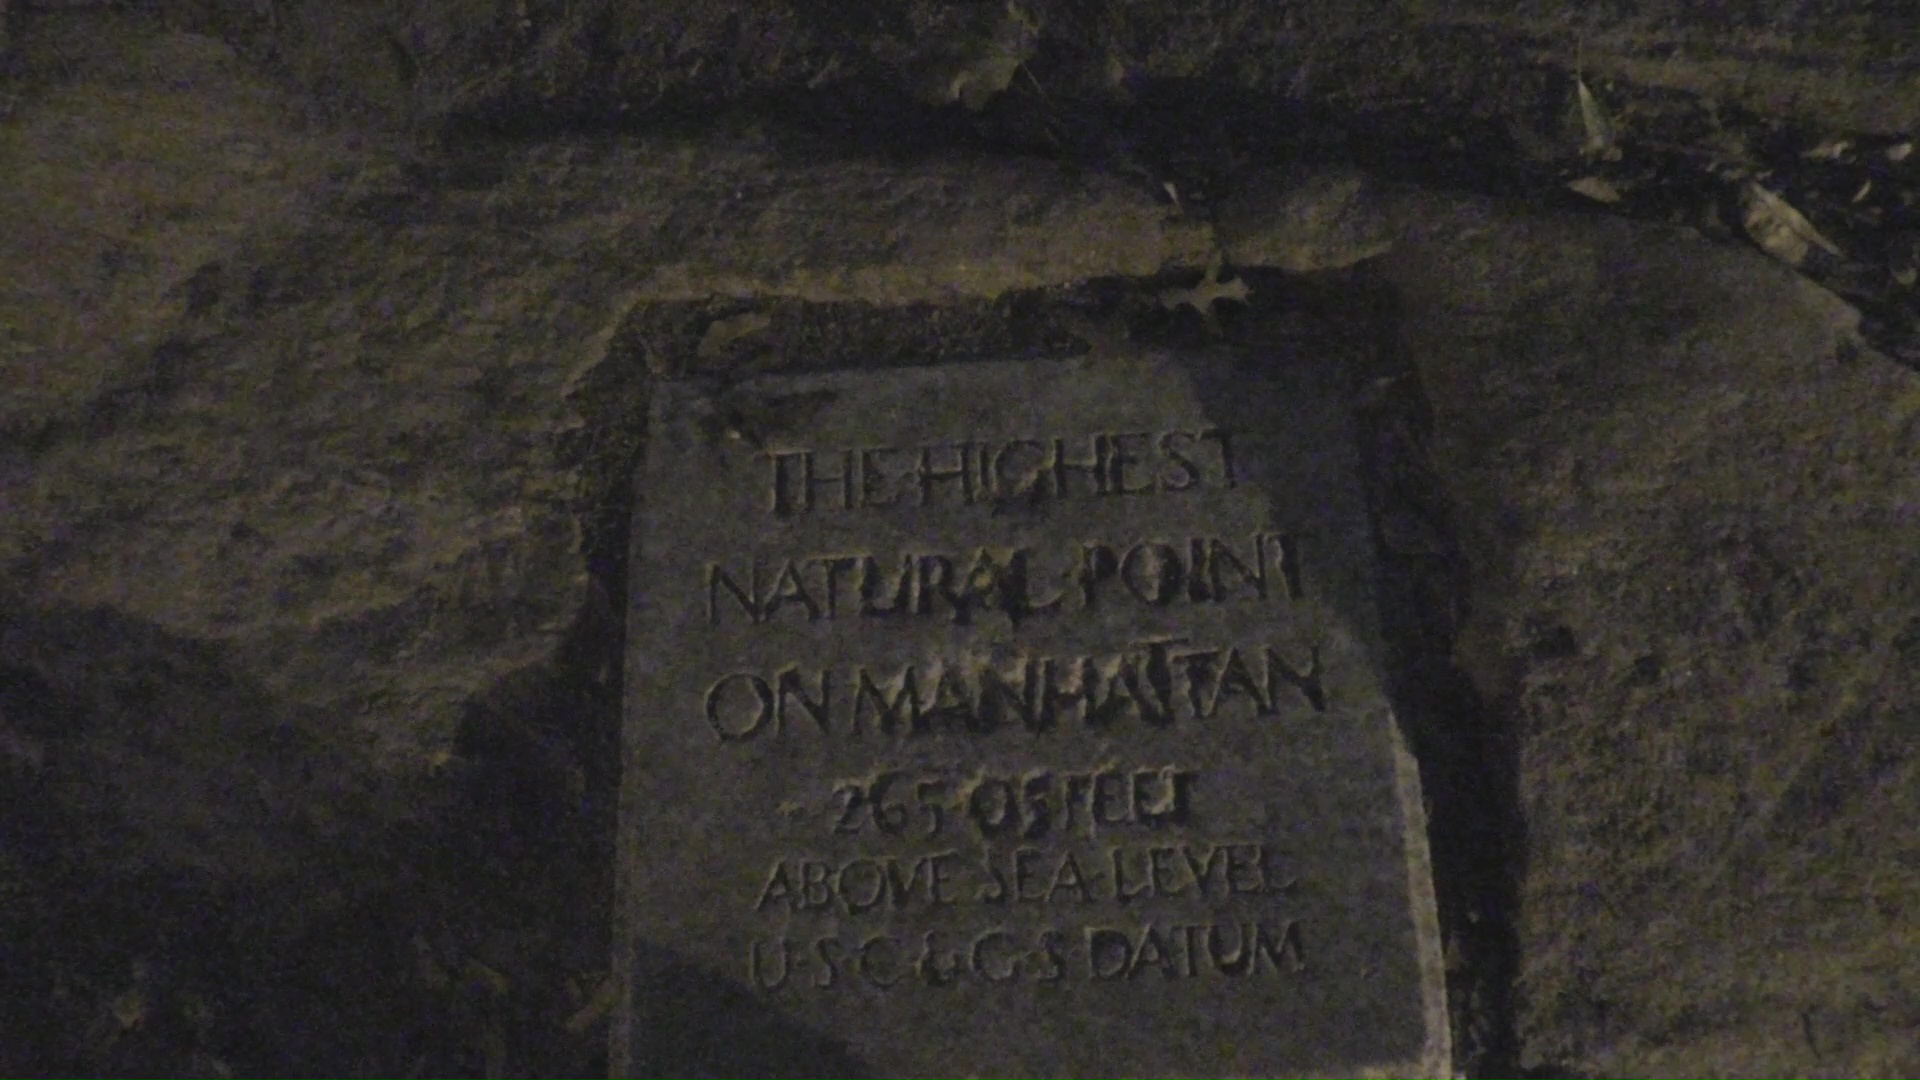 THE HIGHEST
NATURAL POINT
ON MANHATTAN
265·05 FEET
ABOVE SEA·LEVEL
U·S·C·&·G·S DATUM